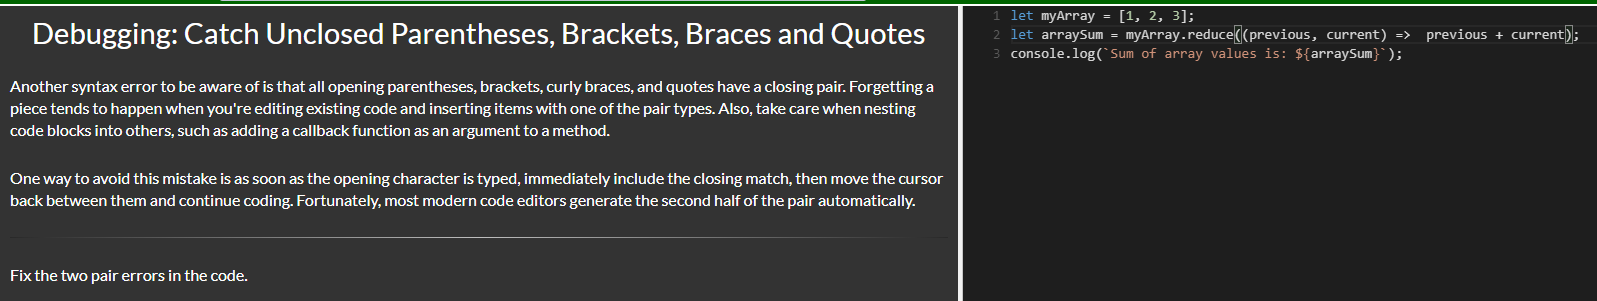 Debugging: Catch Unclosed Parentheses, Brackets, Braces and Quotes
Another syntax error to be aware of is that all opening parentheses, brackets, curly braces, and quotes have a closing pair. Forgetting a
piece tends to happen when you're editing existing code and inserting items with one of the pair types. Also, take care when nesting
code blocks into others, such as adding a callback function as an argument to a method.
One way to avoid this mistake is as soon as the opening character is typed, immediately include the closing match, then move the cursor
back between them and continue coding. Fortunately, most modern code editors generate the second half of the pair automatically.
Fix the two pair errors in the code.
1 let myArray = [1, 2, 3];
2 let arraySum = myArray.reduce((previous, current) =>  previous + current);
3 console.log(`Sum of array values is: ${arraySum}`);